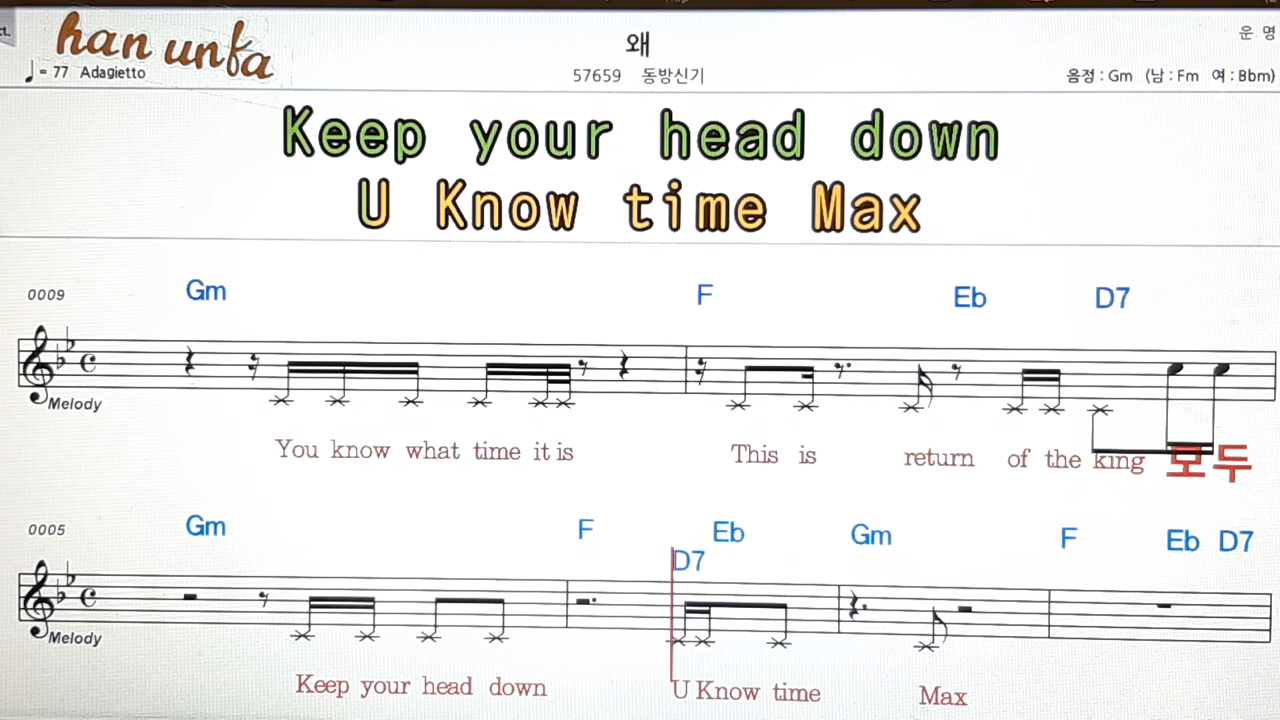 han unfa
왜
운 명
♩= 77 Adagietto
57659 동방신기
음정 : Gm (남 : Fm 여 : Bbm)
Keep your head down
U Know time Max
0009 Gm F Eb D7
Melody
You know what time it is This is return of the king 모두
0005 Gm F Eb D7 Gm F Eb D7
Melody
Keep your head down U Know time Max